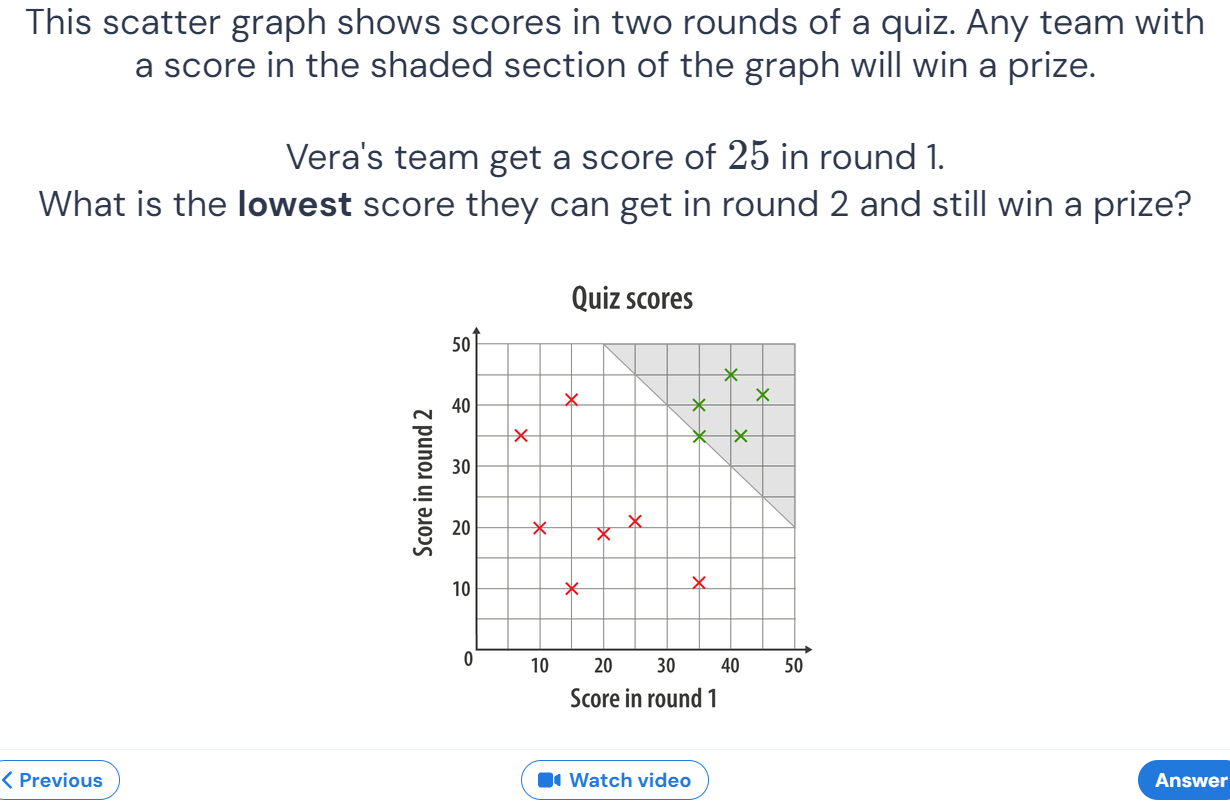 This scatter graph shows scores in two rounds of a quiz. Any team with
a score in the shaded section of the graph will win a prize.
Vera's team get a score of 25 in round 1.
What is the lowest score they can get in round 2 and still win a prize?
Quiz scores
50
40
30
20
10
0
Score in round 2
10 20 30 40 50
Score in round 1
Previous
Watch video
Answer